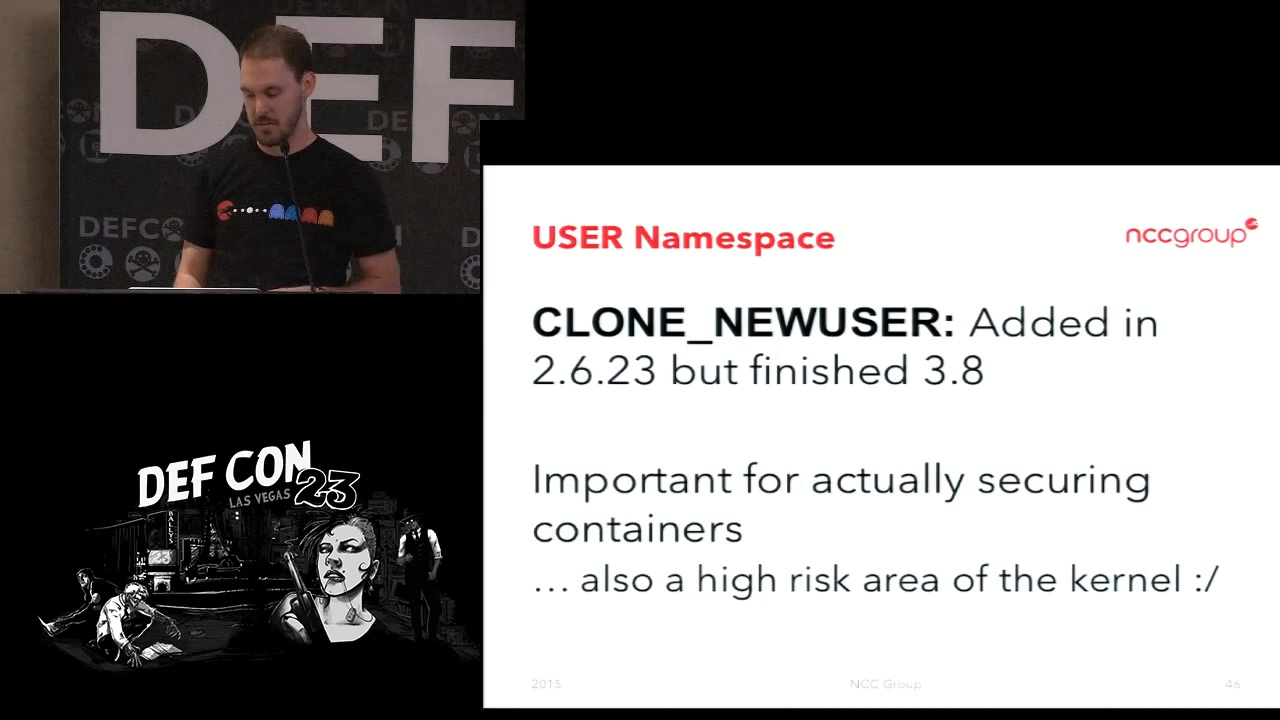 DEF
DEFCON
DEF CON
23
LAS VEGAS
BALLYS
USER Namespace
nccgroup
CLONE_NEWUSER: Added in
2.6.23 but finished 3.8
Important for actually securing
containers
... also a high risk area of the kernel :/
2015
NCC Group
46